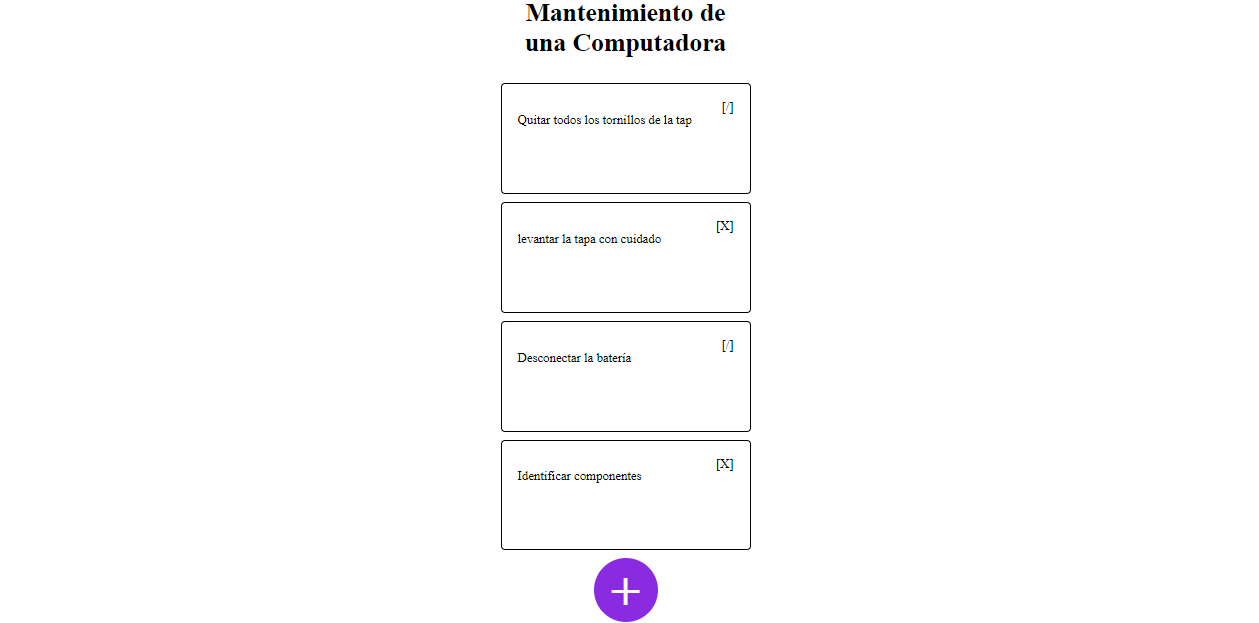 Mantenimiento de
una Computadora
[/]
Quitar todos los tornillos de la tap
[X]
levantar la tapa con cuidado
[/]
Desconectar la batería
[X]
Identificar componentes
+